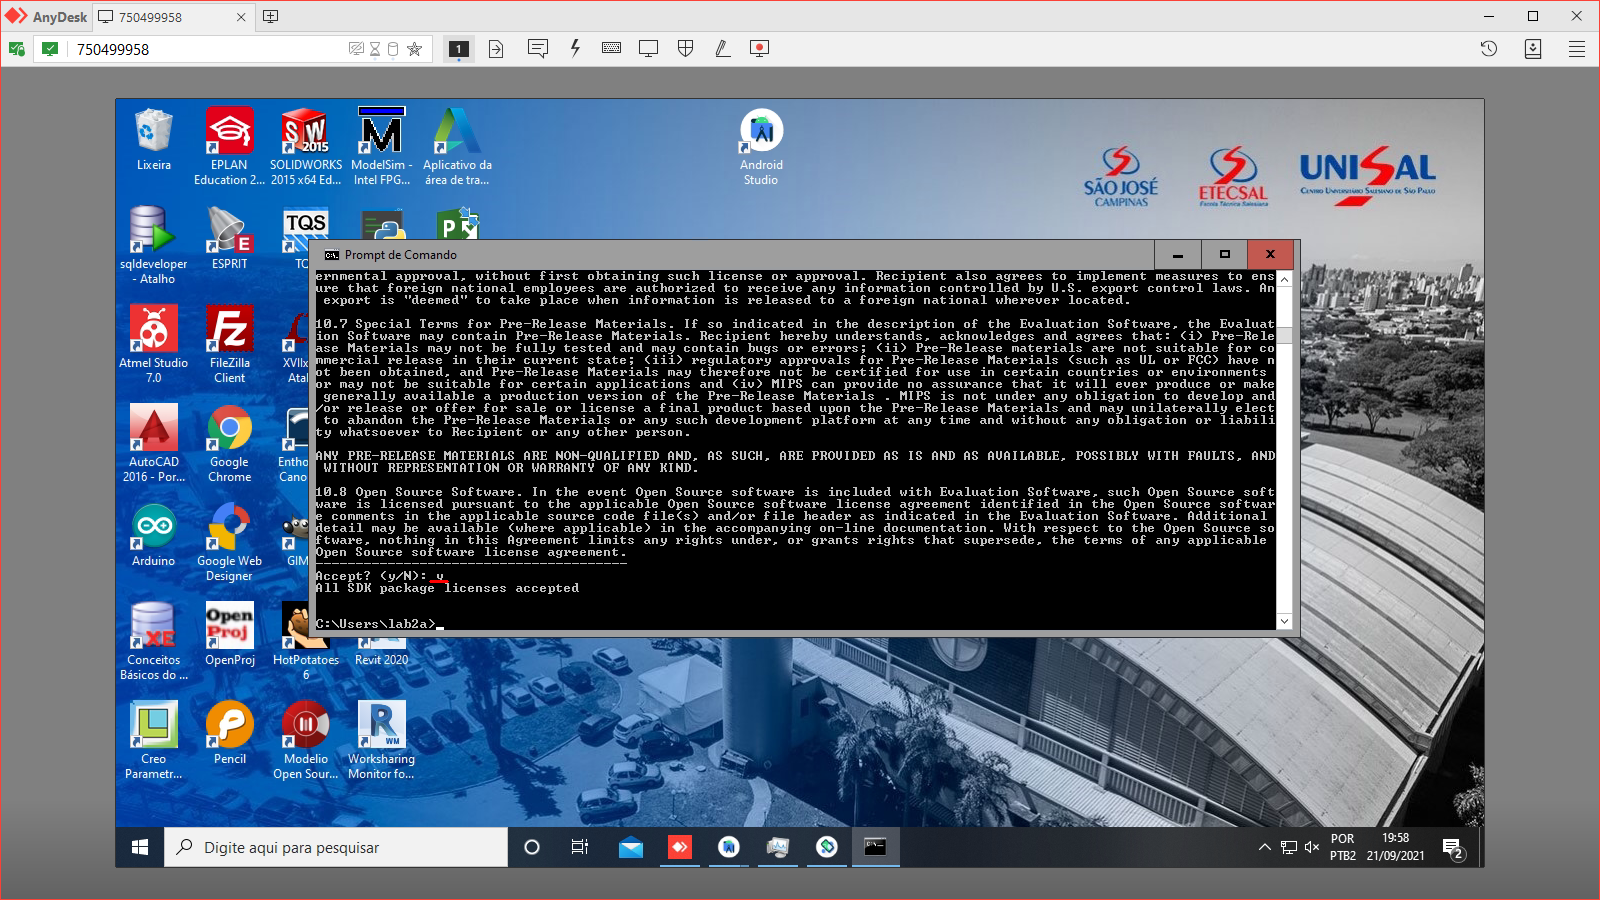 AnyDesk
750499958
750499958
1
Lixeira
EPLAN
Education 2...
SW
2015
SOLIDWORKS
2015 x64 Ed...
M
ModelSim -
Intel FPG...
Aplicativo da
área de tra...
Android
Studio
SÃO JOSÉ
CAMPINAS
ETECSAL
Escola Técnica Salesiana
UNISAL
CENTRO UNIVERSITÁRIO SALESIANO DE SÃO PAULO
sqldeveloper
- Atalho
E
ESPRIT
TQS
TQ
P
Atmel Studio
7.0
Fz
FileZilla
Client
XVIIx
Atal
AutoCAD
2016 - Por...
Google
Chrome
Entho
Cano
Arduino
Google Web
Designer
GIM
XE
Conceitos
Básicos do ...
Open
Proj
OpenProj
HotPotatoes
6
Revit 2020
Creo
Parametr...
Pencil
Modelio
Open Sour...
R
WM
Worksharing
Monitor fo...
Prompt de Comando
ernmental approval, without first obtaining such license or approval. Recipient also agrees to implement measures to ens
ure that foreign national employees are authorized to receive any information controlled by U.S. export control laws. An
export is "deemed" to take place when information is released to a foreign national wherever located.
10.7 Special Terms for Pre-Release Materials. If so indicated in the description of the Evaluation Software, the Evaluat
ion Software may contain Pre-Release Materials. Recipient hereby understands, acknowledges and agrees that: (i) Pre-Rele
ase Materials may not be fully tested and may contain bugs or errors; (ii) Pre-Release materials are not suitable for co
mmercial release in their current state; (iii) regulatory approvals for Pre-Release Materials (such as UL or FCC) have n
ot been obtained, and Pre-Release Materials may therefore not be certified for use in certain countries or environments
or may not be suitable for certain applications and (iv) MIPS can provide no assurance that it will ever produce or make
generally available a production version of the Pre-Release Materials . MIPS is not under any obligation to develop and
/or release or offer for sale or license a final product based upon the Pre-Release Materials and may unilaterally elect
to abandon the Pre-Release Materials or any such development platform at any time and without any obligation or liabili
ty whatsoever to Recipient or any other person.
ANY PRE-RELEASE MATERIALS ARE NON-QUALIFIED AND, AS SUCH, ARE PROVIDED AS IS AND AS AVAILABLE, POSSIBLY WITH FAULTS, AND
WITHOUT REPRESENTATION OR WARRANTY OF ANY KIND.
10.8 Open Source Software. In the event Open Source software is included with Evaluation Software, such Open Source soft
ware is licensed pursuant to the applicable Open Source software license agreement identified in the Open Source softwar
e comments in the applicable source code file(s) and/or file header as indicated in the Evaluation Software. Additional
detail may be available (where applicable) in the accompanying on-line documentation. With respect to the Open Source so
ftware, nothing in this Agreement limits any rights under, or grants rights that supersede, the terms of any applicable
Open Source software license agreement.
---------------------------------------
Accept? (y/N): y
All SDK package licenses accepted
C:\Users\lab2a>
Digite aqui para pesquisar
POR
PTB2
19:58
21/09/2021
2